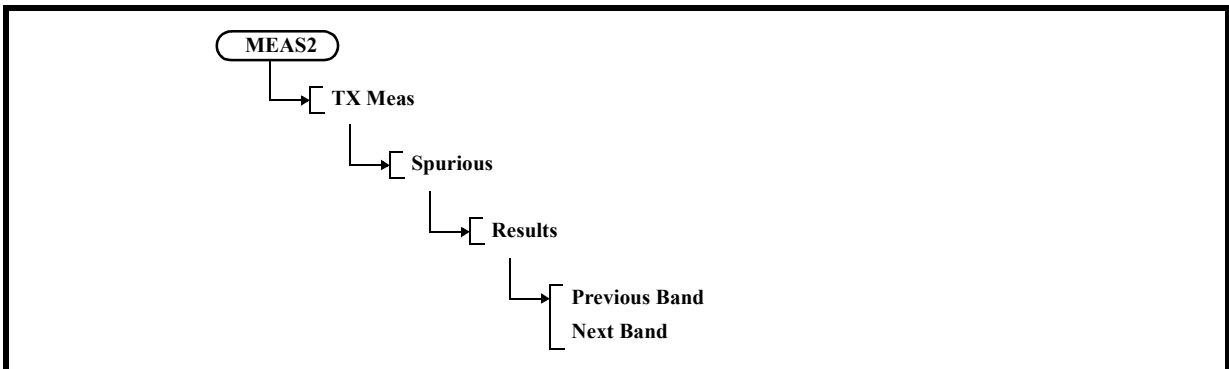 MEAS2
TX Meas
Spurious
Results
Previous Band
Next Band